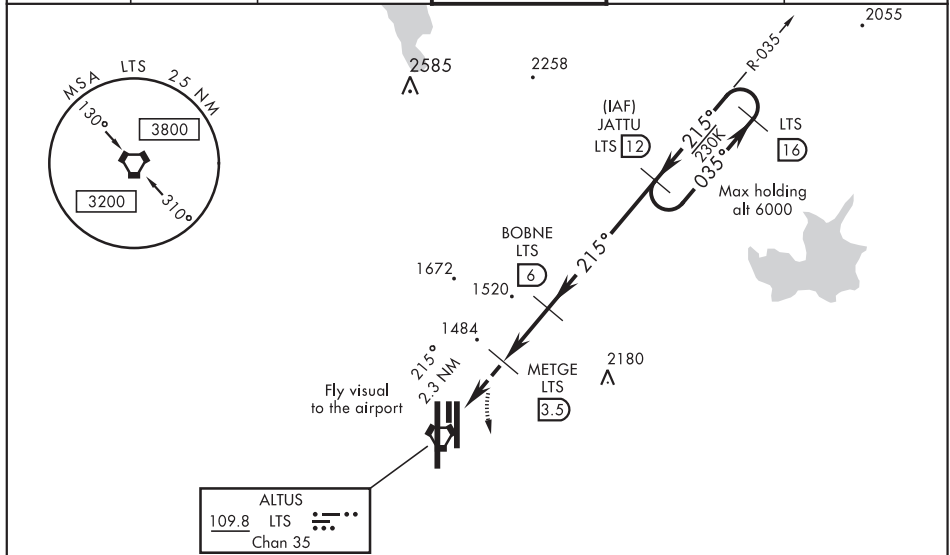 2055
MSA LTS 25 NM
130°
3800
3200
310°
2585
2258
R-035
(IAF)
JATTU
LTS 12
215°
230K
035°
LTS
16
Max holding
alt 6000
215°
BOBNE
LTS
6
1672
1520
1484
215°
2.3 NM
METGE
LTS
3.5
2180
Fly visual
to the airport
ALTUS
109.8 LTS
Chan 35